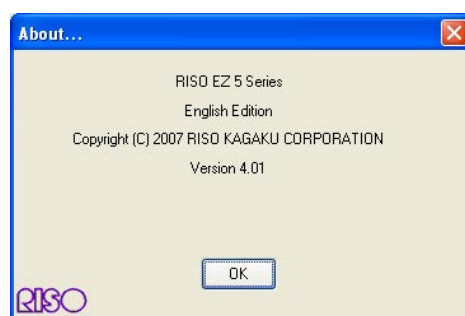 About...
RISO EZ 5 Series
English Edition
Copyright (C) 2007 RISO KAGAKU CORPORATION
Version 4.01
OK
RISO